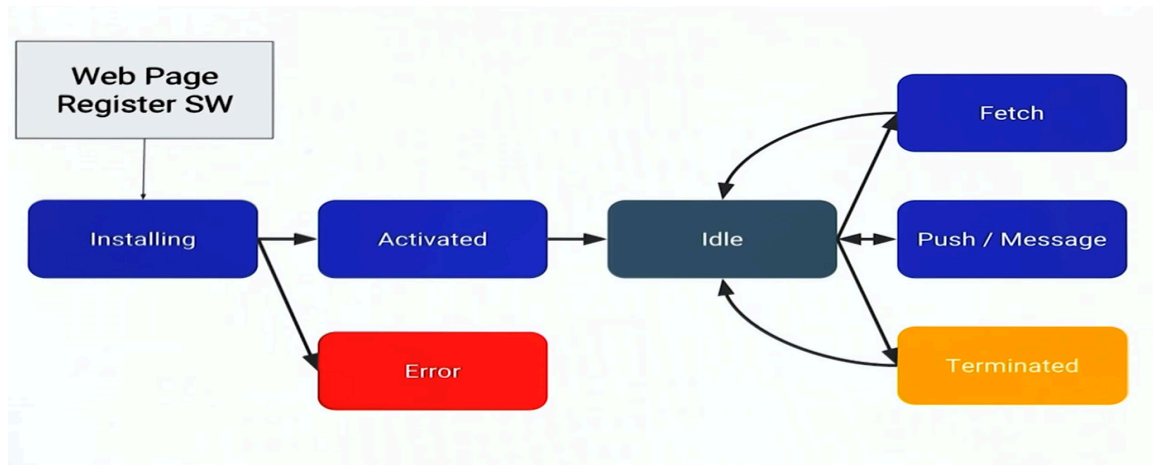 Web Page
Register SW
Fetch
Installing
Activated
Idle
Push / Message
Error
Terminated